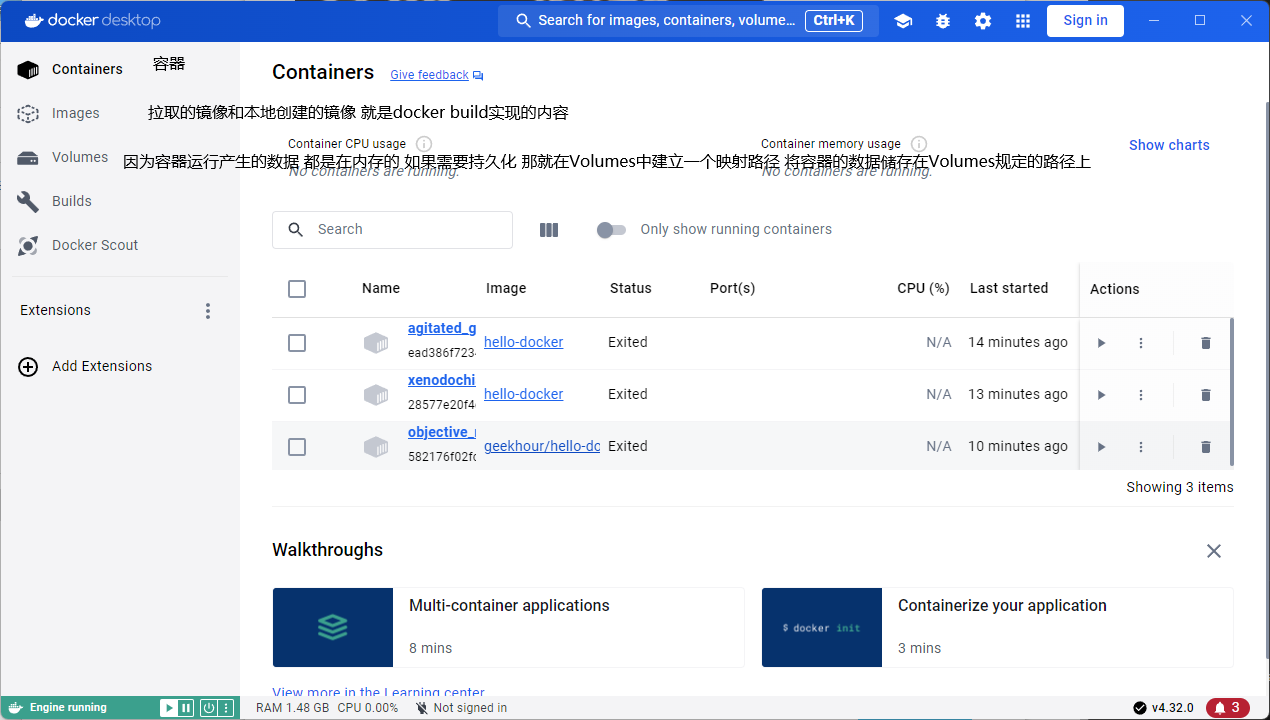 docker desktop
Search for images, containers, volume... Ctrl+K
Sign in
Containers 容器
Images 拉取的镜像和本地创建的镜像 就是docker build实现的内容
Volumes 因为容器运行产生的数据 都是在内存的 如果需要持久化 那就在Volumes中建立一个映射路径 将容器的数据储存在Volumes规定的路径上
Builds
Docker Scout
Extensions
Add Extensions
Containers Give feedback
Container CPU usage
No containers are running.
Container memory usage
No containers are running.
Show charts
Search
Only show running containers
Name Image Status Port(s) CPU (%) Last started Actions
agitated_g hello-docker Exited N/A 14 minutes ago
ead386f723
xenodochi hello-docker Exited N/A 13 minutes ago
28577e20f4
objective_ geekhour/hello-do Exited N/A 10 minutes ago
582176f02f
Showing 3 items
Walkthroughs
Multi-container applications
8 mins
$ docker init
Containerize your application
3 mins
View more in the Learning center
Engine running RAM 1.48 GB CPU 0.00% Not signed in v4.32.0 3